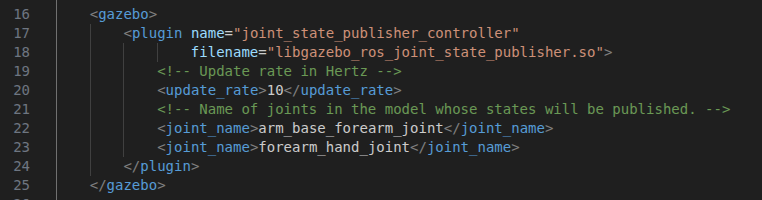 16 <gazebo>
17 <plugin name="joint_state_publisher_controller"
18 filename="libgazebo_ros_joint_state_publisher.so">
19 <!-- Update rate in Hertz -->
20 <update_rate>10</update_rate>
21 <!-- Name of joints in the model whose states will be published. -->
22 <joint_name>arm_base_forearm_joint</joint_name>
23 <joint_name>forearm_hand_joint</joint_name>
24 </plugin>
25 </gazebo>